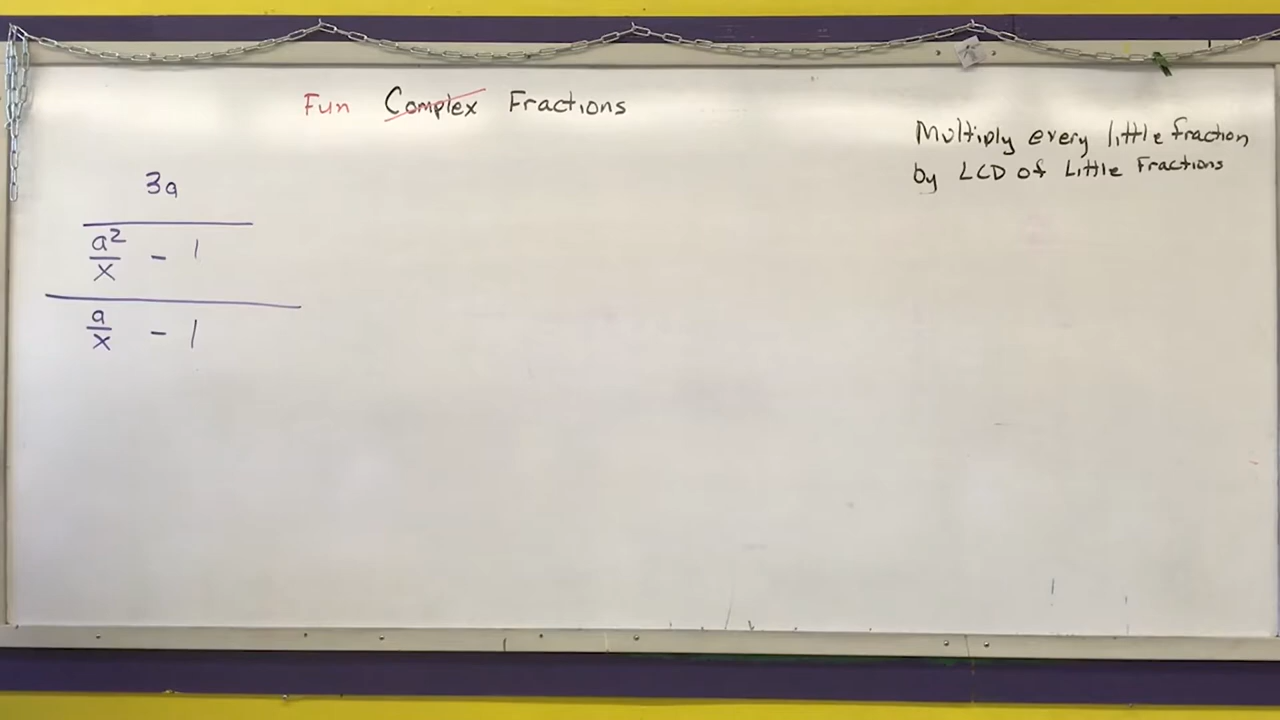 Fun Complex Fractions
Multiply every little fraction
by LCD of Little Fractions
3a
a²
x
- 1
a
x
- 1